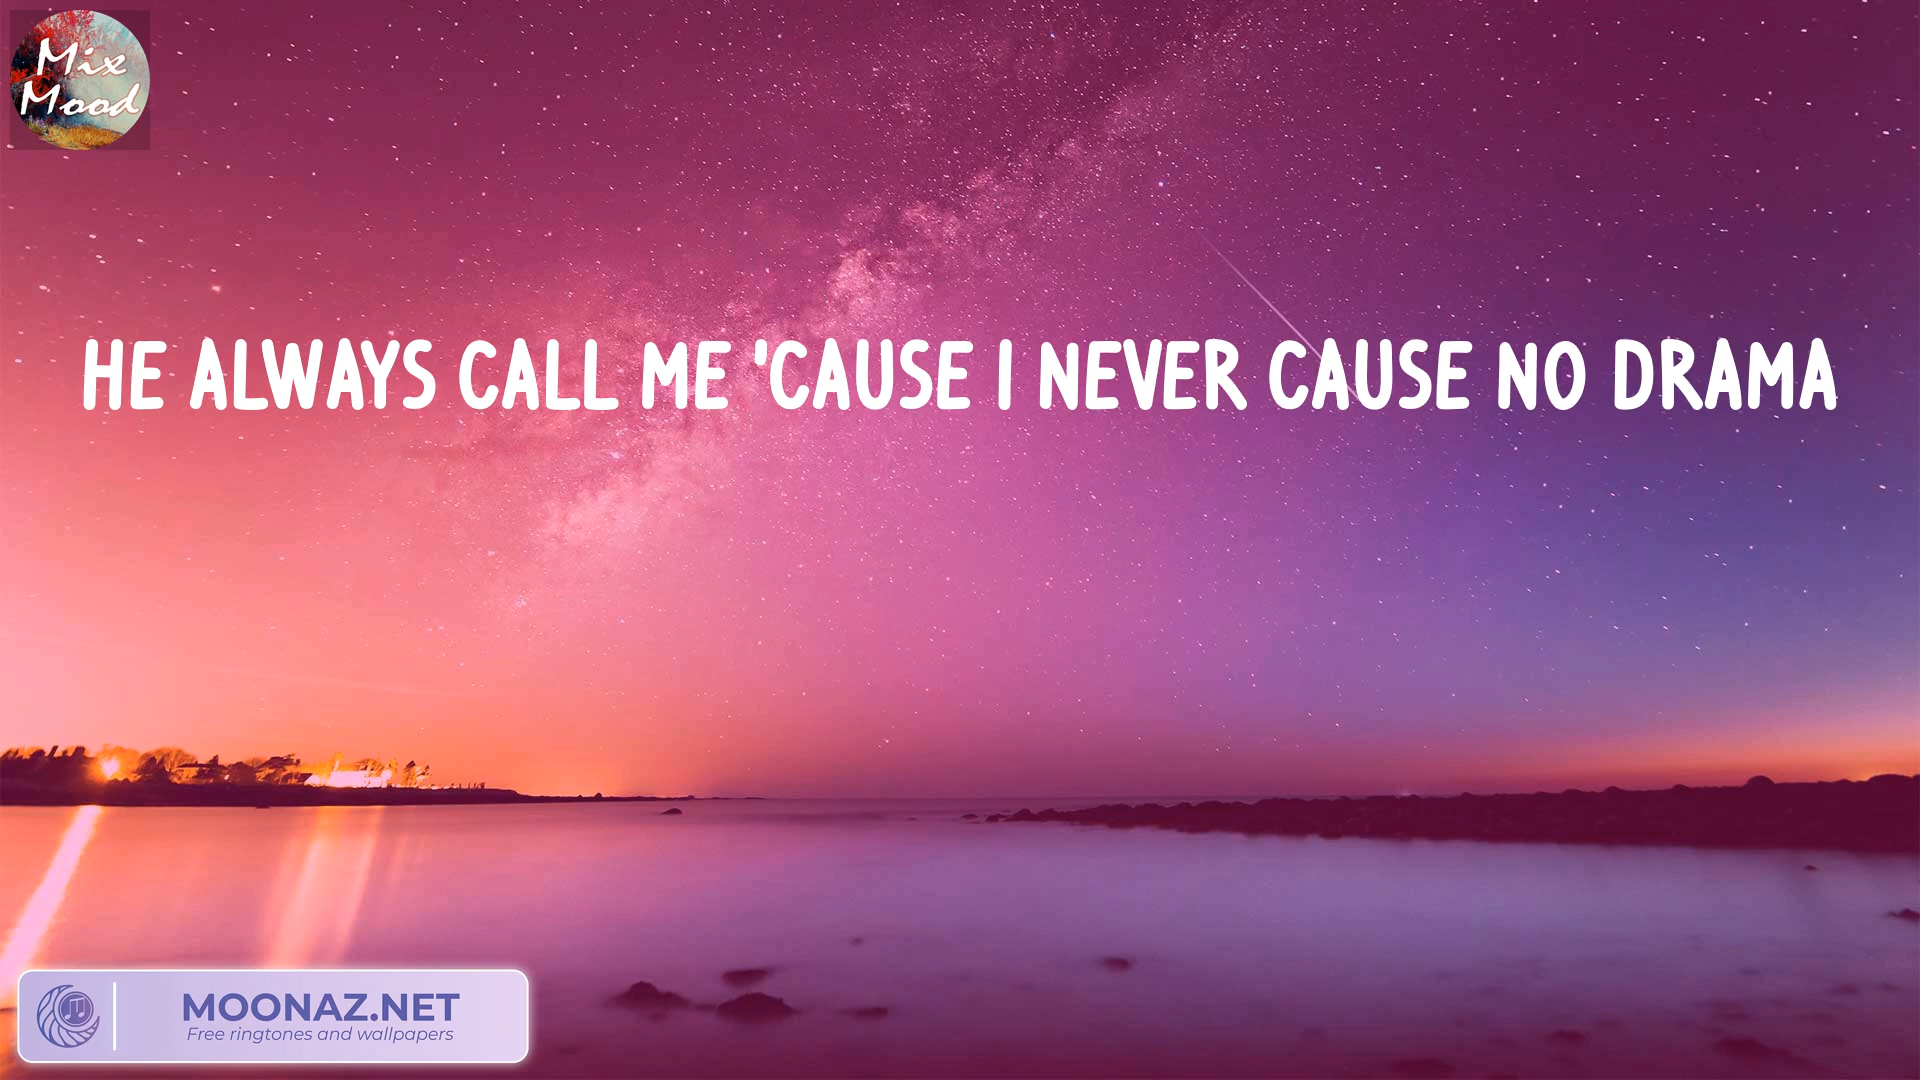 Mix
Mood
HE ALWAYS CALL ME 'CAUSE I NEVER CAUSE NO DRAMA
MOONAZ.NET
Free ringtones and wallpapers